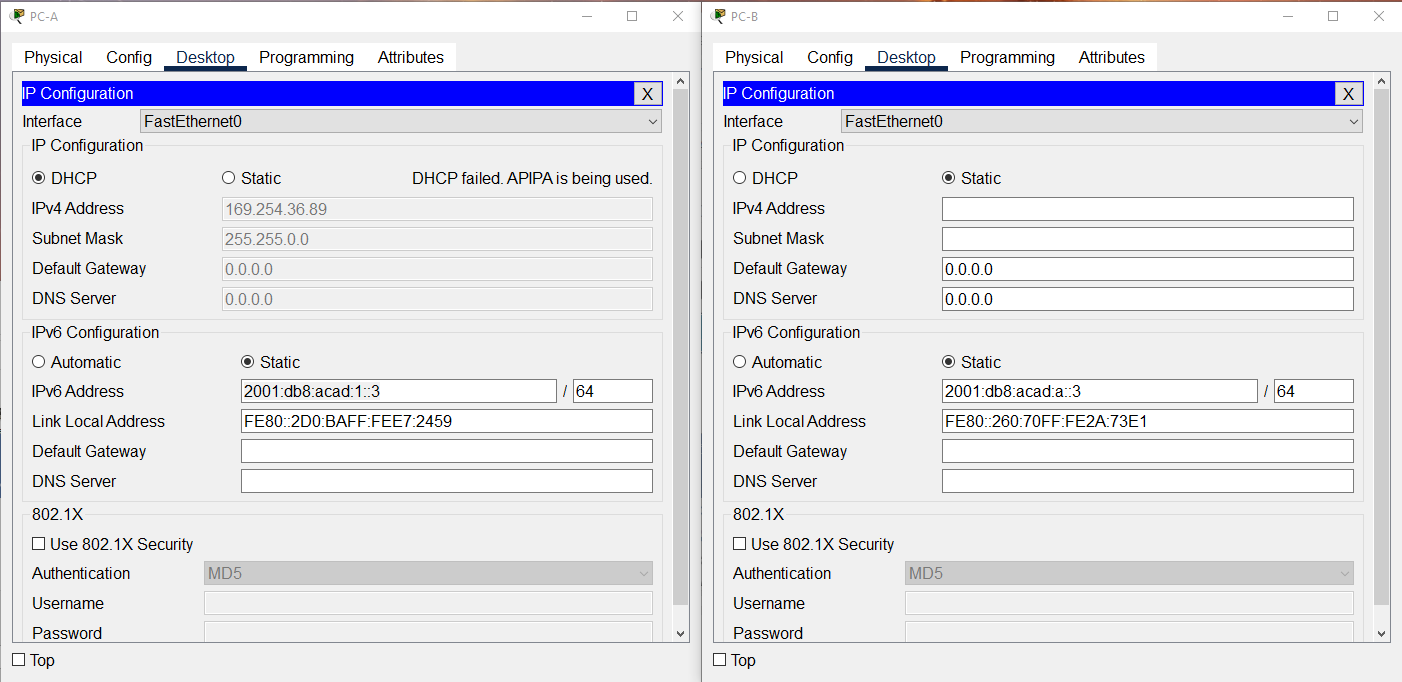 PC-A
Physical Config Desktop Programming Attributes
IP Configuration X
Interface FastEthernet0
IP Configuration
DHCP Static DHCP failed. APIPA is being used.
IPv4 Address 169.254.36.89
Subnet Mask 255.255.0.0
Default Gateway 0.0.0.0
DNS Server 0.0.0.0
IPv6 Configuration
Automatic Static
IPv6 Address 2001:db8:acad:1::3 / 64
Link Local Address FE80::2D0:BAFF:FEE7:2459
Default Gateway
DNS Server
802.1X
Use 802.1X Security
Authentication MD5
Username
Password
Top
PC-B
Physical Config Desktop Programming Attributes
IP Configuration X
Interface FastEthernet0
IP Configuration
DHCP Static
IPv4 Address
Subnet Mask
Default Gateway 0.0.0.0
DNS Server 0.0.0.0
IPv6 Configuration
Automatic Static
IPv6 Address 2001:db8:acad:a::3 / 64
Link Local Address FE80::260:70FF:FE2A:73E1
Default Gateway
DNS Server
802.1X
Use 802.1X Security
Authentication MD5
Username
Password
Top